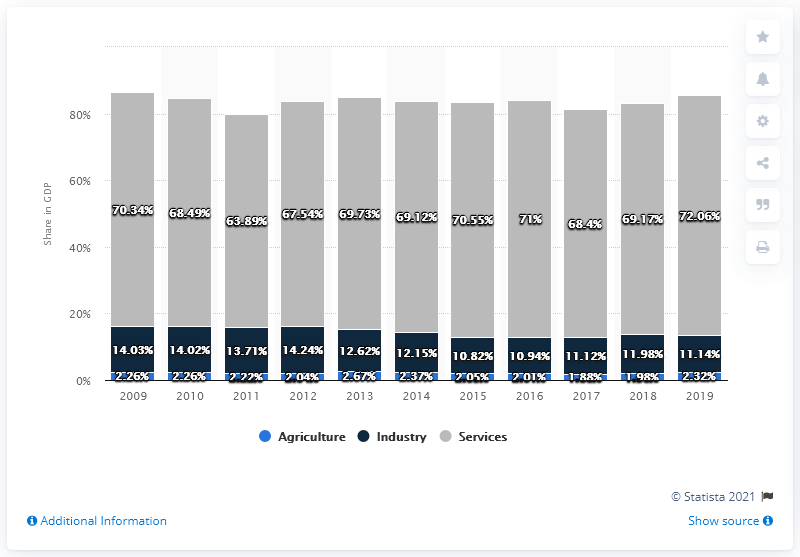 Share in GDP
80%
60%
40%
20%
0%
70.34% 68.49% 63.89% 67.54% 69.73% 69.12% 70.55% 71% 68.4% 69.17% 72.06%
14.03% 14.02% 13.71% 14.24% 12.62% 12.15% 10.82% 10.94% 11.12% 11.98% 11.14%
2.26% 2.26% 2.22% 2.04% 2.67% 2.37% 2.05% 2.01% 1.88% 1.98% 2.32%
2009 2010 2011 2012 2013 2014 2015 2016 2017 2018 2019
Agriculture Industry Services
© Statista 2021
Additional Information Show source